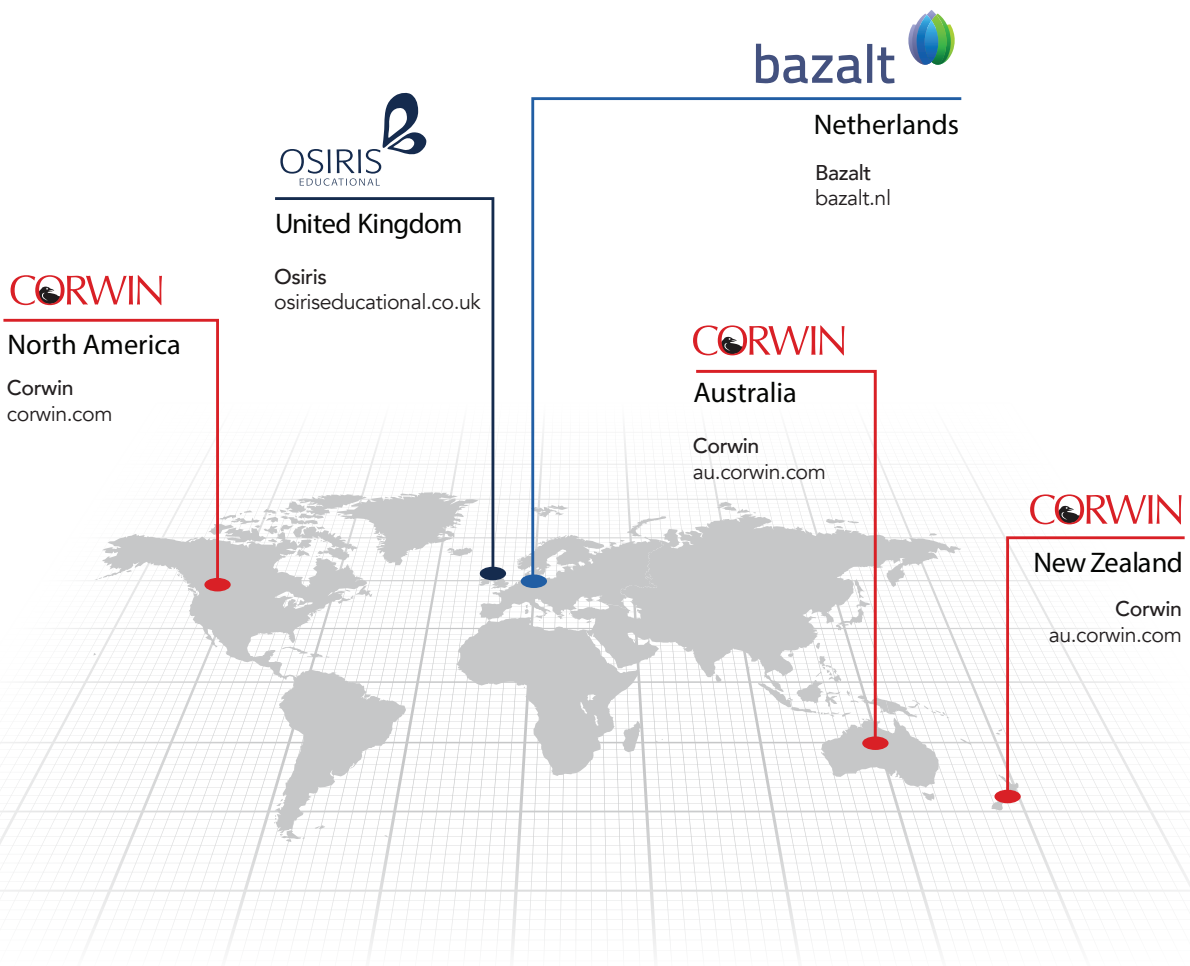 bazalt
Netherlands
Bazalt
bazalt.nl
OSIRIS
EDUCATIONAL
United Kingdom
Osiris
osiriseducational.co.uk
CORWIN
North America
Corwin
corwin.com
CORWIN
Australia
Corwin
au.corwin.com
CORWIN
New Zealand
Corwin
au.corwin.com